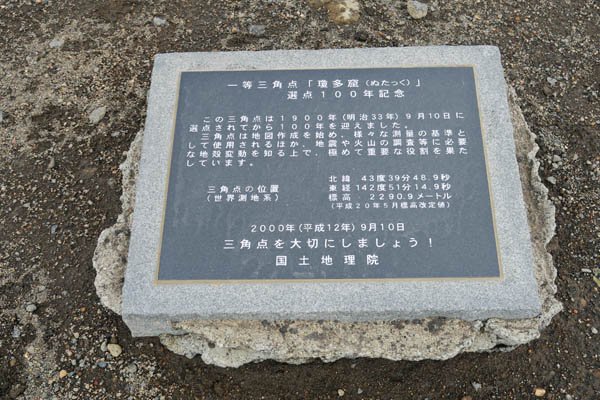 一等三角点「瓊多窟（ぬたっく）」
選点１００年記念
この三角点は１９００年（明治33年）９月10日に
選点されてから１００年を迎えました。
三角点は地図作成を始め、様々な測量の基準と
して使用されるほか、地震や火山の調査等に必要
な地殻変動を知る上で、極めて重要な役割を果た
しています。
三角点の位置
（世界測地系）
北緯 43度39分48.9秒
東経142度51分14.9秒
標高 2290.9メートル
（平成２０年５月標高改定値）
2000年（平成12年）９月10日
三角点を大切にしましょう！
国土地理院